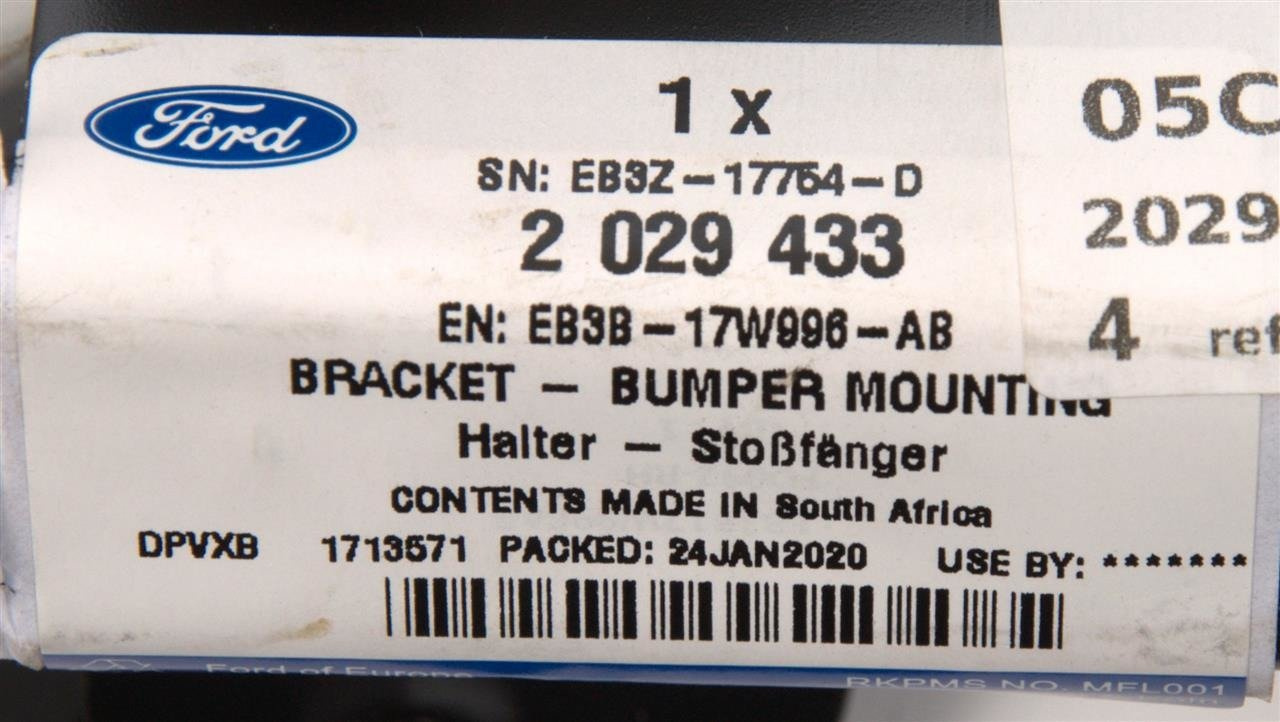 Ford
1 x
SN: EB3Z-17754-D
2 029 433
EN: EB3B-17W996-AB
BRACKET - BUMPER MOUNTING
Halter - Stoßfänger
CONTENTS MADE IN South Africa
DPVXB 1713571 PACKED: 24JAN2020 USE BY: *******
Ford of Europe
RKPMS NO. MFL001
05C
2029
4 ref